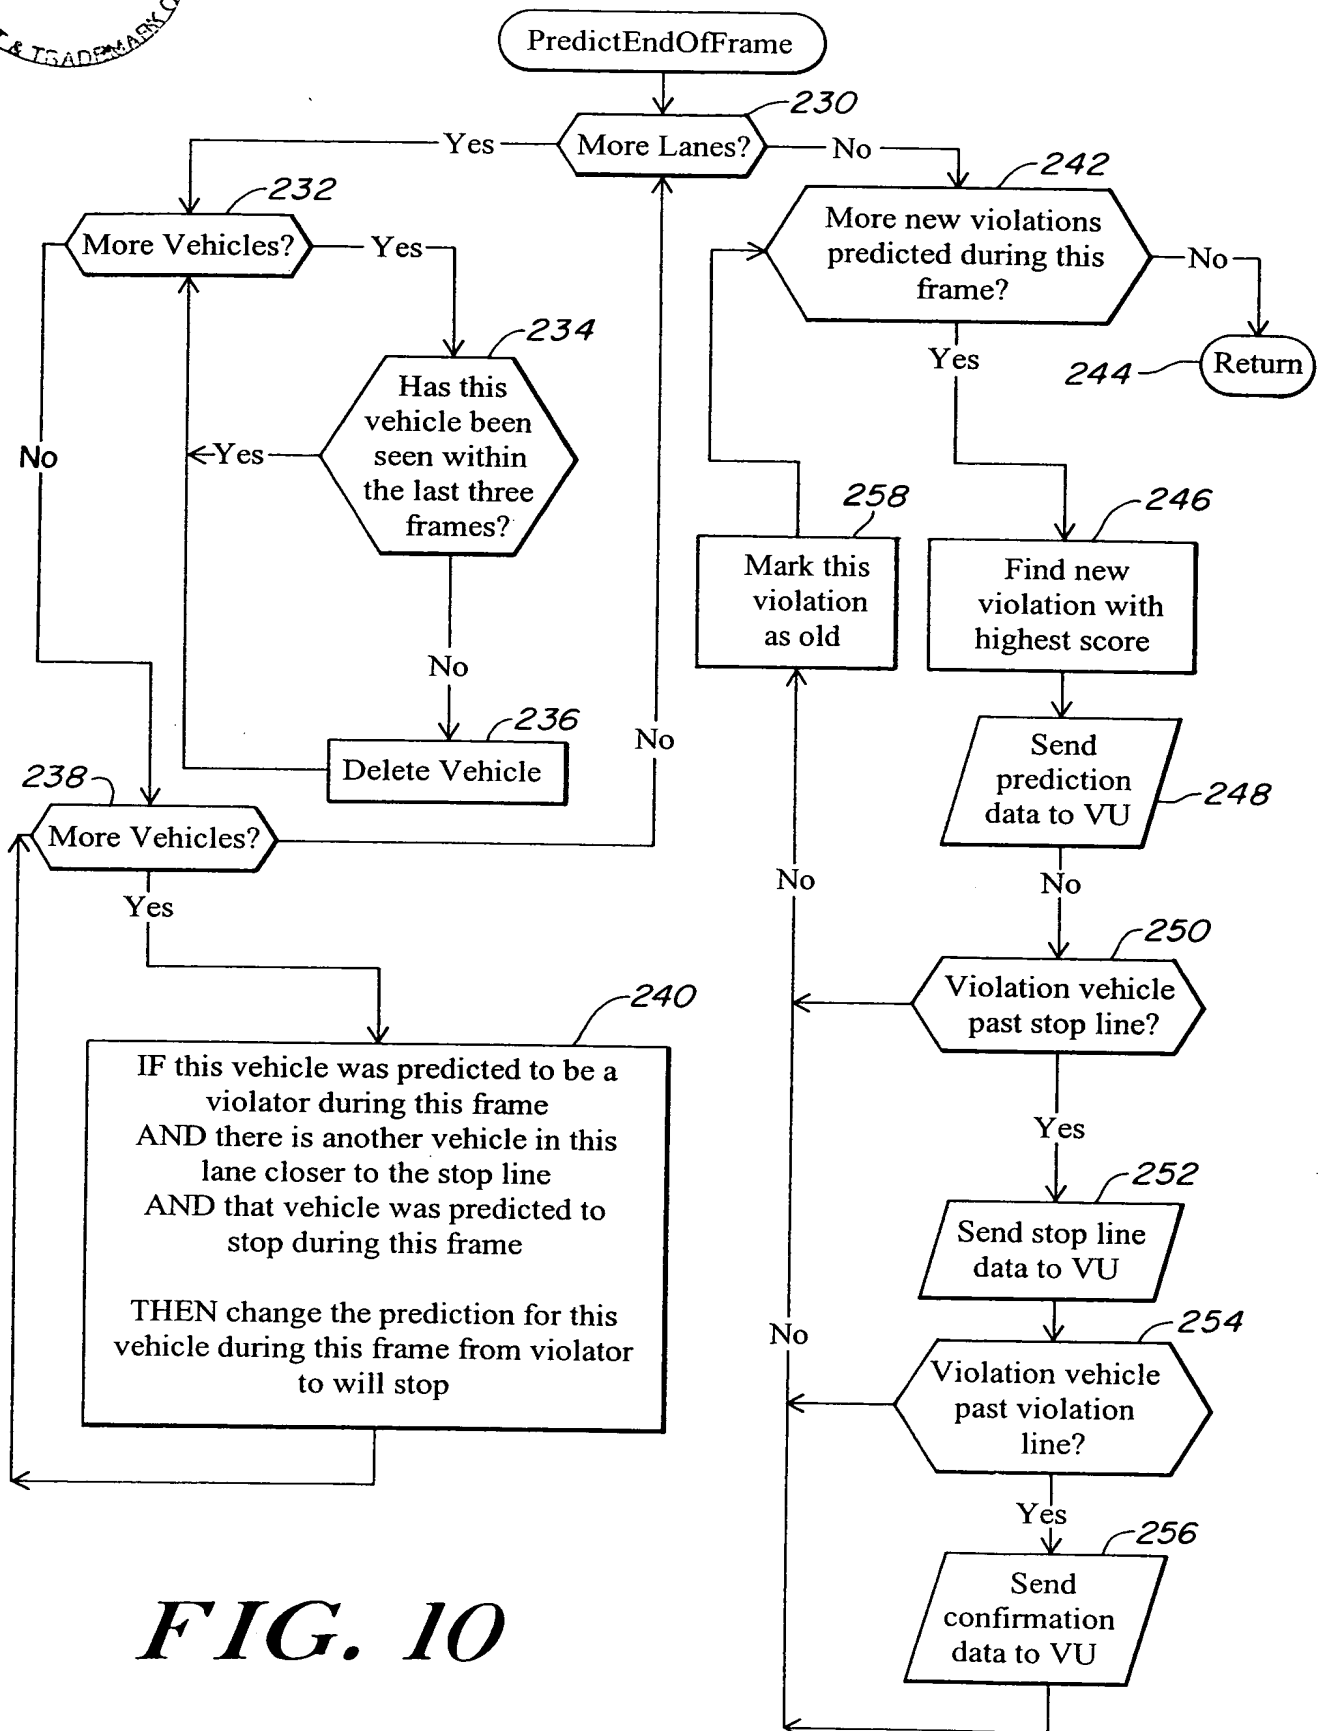 T & TRADEMARK O
PredictEndOfFrame
230
More Lanes?
Yes
No
232
More Vehicles?
Yes
No
234
Has this
vehicle been
seen within
the last three
frames?
Yes
No
236
Delete Vehicle
238
More Vehicles?
No
Yes
240
IF this vehicle was predicted to be a
violator during this frame
AND there is another vehicle in this
lane closer to the stop line
AND that vehicle was predicted to
stop during this frame
THEN change the prediction for this
vehicle during this frame from violator
to will stop
242
More new violations
predicted during this
frame?
No
244
Return
Yes
246
Find new
violation with
highest score
258
Mark this
violation
as old
Send
prediction
data to VU
248
No
No
250
Violation vehicle
past stop line?
Yes
252
Send stop line
data to VU
No
254
Violation vehicle
past violation
line?
Yes
256
Send
confirmation
data to VU
FIG. 10